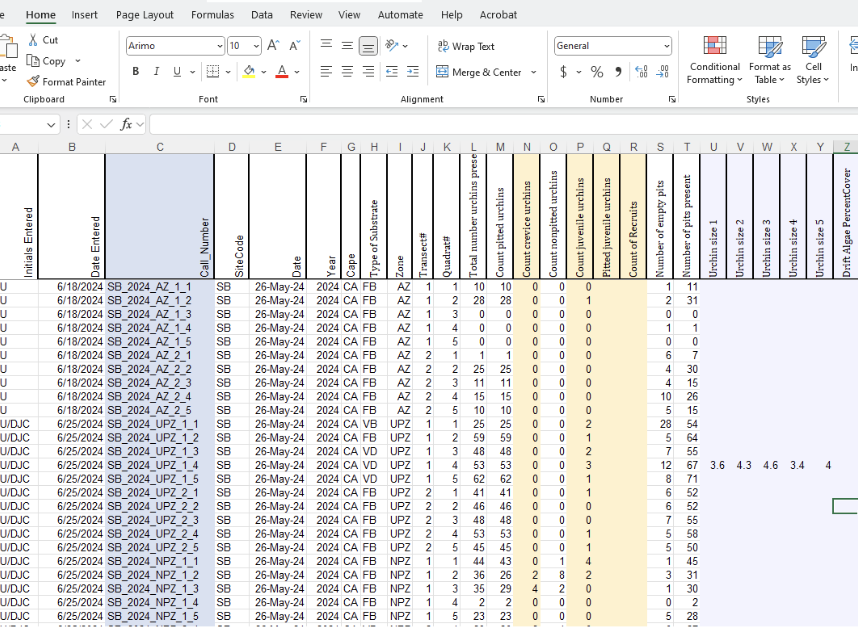 Home Insert Page Layout Formulas Data Review View Automate Help Acrobat
Cut
Copy
Format Painter
Clipboard
Arimo 10 A A
B I U A
Font
ab Wrap Text
Merge & Center
Alignment
General
$ %
Number
Conditional Formatting
Format as Table
Cell Styles
Styles
fx
A B C D E F G H I J K L M N O P Q R S T U V W X Y Z
Initials Entered
Date Entered
Call_Number
SiteCode
Date
Year
Cape
Type of Substrate
Zone
Transect#
Quadrat#
Total number urchins prese
Count pitted urchins
Count crevice urchins
Count nonpitted urchins
Count juvenile urchins
Pitted juvenile urchins
Count of Recruits
Number of empty pits
Number of pits present
Urchin size 1
Urchin size 2
Urchin size 3
Urchin size 4
Urchin size 5
Drift Algae PercentCover
U 6/18/2024 SB_2024_AZ_1_1 SB 26-May-24 2024 CA FB AZ 1 1 10 10 0 0 0 1 11
U 6/18/2024 SB_2024_AZ_1_2 SB 26-May-24 2024 CA FB AZ 1 2 28 28 0 0 1 2 31
U 6/18/2024 SB_2024_AZ_1_3 SB 26-May-24 2024 CA FB AZ 1 3 0 0 0 0 0 0 0
U 6/18/2024 SB_2024_AZ_1_4 SB 26-May-24 2024 CA FB AZ 1 4 0 0 0 0 0 1 1
U 6/18/2024 SB_2024_AZ_1_5 SB 26-May-24 2024 CA FB AZ 1 5 0 0 0 0 0 0 0
U 6/18/2024 SB_2024_AZ_2_1 SB 26-May-24 2024 CA FB AZ 2 1 1 1 0 0 0 6 7
U 6/18/2024 SB_2024_AZ_2_2 SB 26-May-24 2024 CA FB AZ 2 2 25 25 0 0 0 4 30
U 6/18/2024 SB_2024_AZ_2_3 SB 26-May-24 2024 CA FB AZ 2 3 11 11 0 0 0 4 15
U 6/18/2024 SB_2024_AZ_2_4 SB 26-May-24 2024 CA FB AZ 2 4 15 15 0 0 0 10 26
U 6/18/2024 SB_2024_AZ_2_5 SB 26-May-24 2024 CA FB AZ 2 5 10 10 0 0 0 5 15
U/DJC 6/25/2024 SB_2024_UPZ_1_1 SB 26-May-24 2024 CA VB UPZ 1 1 25 25 0 0 2 28 54
U/DJC 6/25/2024 SB_2024_UPZ_1_2 SB 26-May-24 2024 CA FB UPZ 1 2 59 59 0 0 1 5 64
U/DJC 6/25/2024 SB_2024_UPZ_1_3 SB 26-May-24 2024 CA VD UPZ 1 3 48 48 0 0 2 7 55
U/DJC 6/25/2024 SB_2024_UPZ_1_4 SB 26-May-24 2024 CA VD UPZ 1 4 53 53 0 0 3 12 67 3.6 4.3 4.6 3.4 4
U/DJC 6/25/2024 SB_2024_UPZ_1_5 SB 26-May-24 2024 CA VD UPZ 1 5 62 62 0 0 1 8 71
U/DJC 6/25/2024 SB_2024_UPZ_2_1 SB 26-May-24 2024 CA FB UPZ 2 1 41 41 0 0 1 6 52
U/DJC 6/25/2024 SB_2024_UPZ_2_2 SB 26-May-24 2024 CA FB UPZ 2 2 46 46 0 0 0 6 52
U/DJC 6/25/2024 SB_2024_UPZ_2_3 SB 26-May-24 2024 CA FB UPZ 2 3 48 48 0 0 0 7 55
U/DJC 6/25/2024 SB_2024_UPZ_2_4 SB 26-May-24 2024 CA FB UPZ 2 4 53 53 0 0 1 5 58
U/DJC 6/25/2024 SB_2024_UPZ_2_5 SB 26-May-24 2024 CA FB UPZ 2 5 45 45 0 0 1 5 50
U/DJC 6/25/2024 SB_2024_NPZ_1_1 SB 26-May-24 2024 CA FB NPZ 1 1 44 43 0 1 4 1 45
U/DJC 6/25/2024 SB_2024_NPZ_1_2 SB 26-May-24 2024 CA FB NPZ 1 2 36 26 2 8 2 3 31
U/DJC 6/25/2024 SB_2024_NPZ_1_3 SB 26-May-24 2024 CA FB NPZ 1 3 35 29 4 2 0 1 30
U/DJC 6/25/2024 SB_2024_NPZ_1_4 SB 26-May-24 2024 CA FB NPZ 1 4 2 2 0 0 0 0 2
U/DJC 6/25/2024 SB_2024_NPZ_1_5 SB 26-May-24 2024 CA FB NPZ 1 5 23 23 0 0 0 5 28